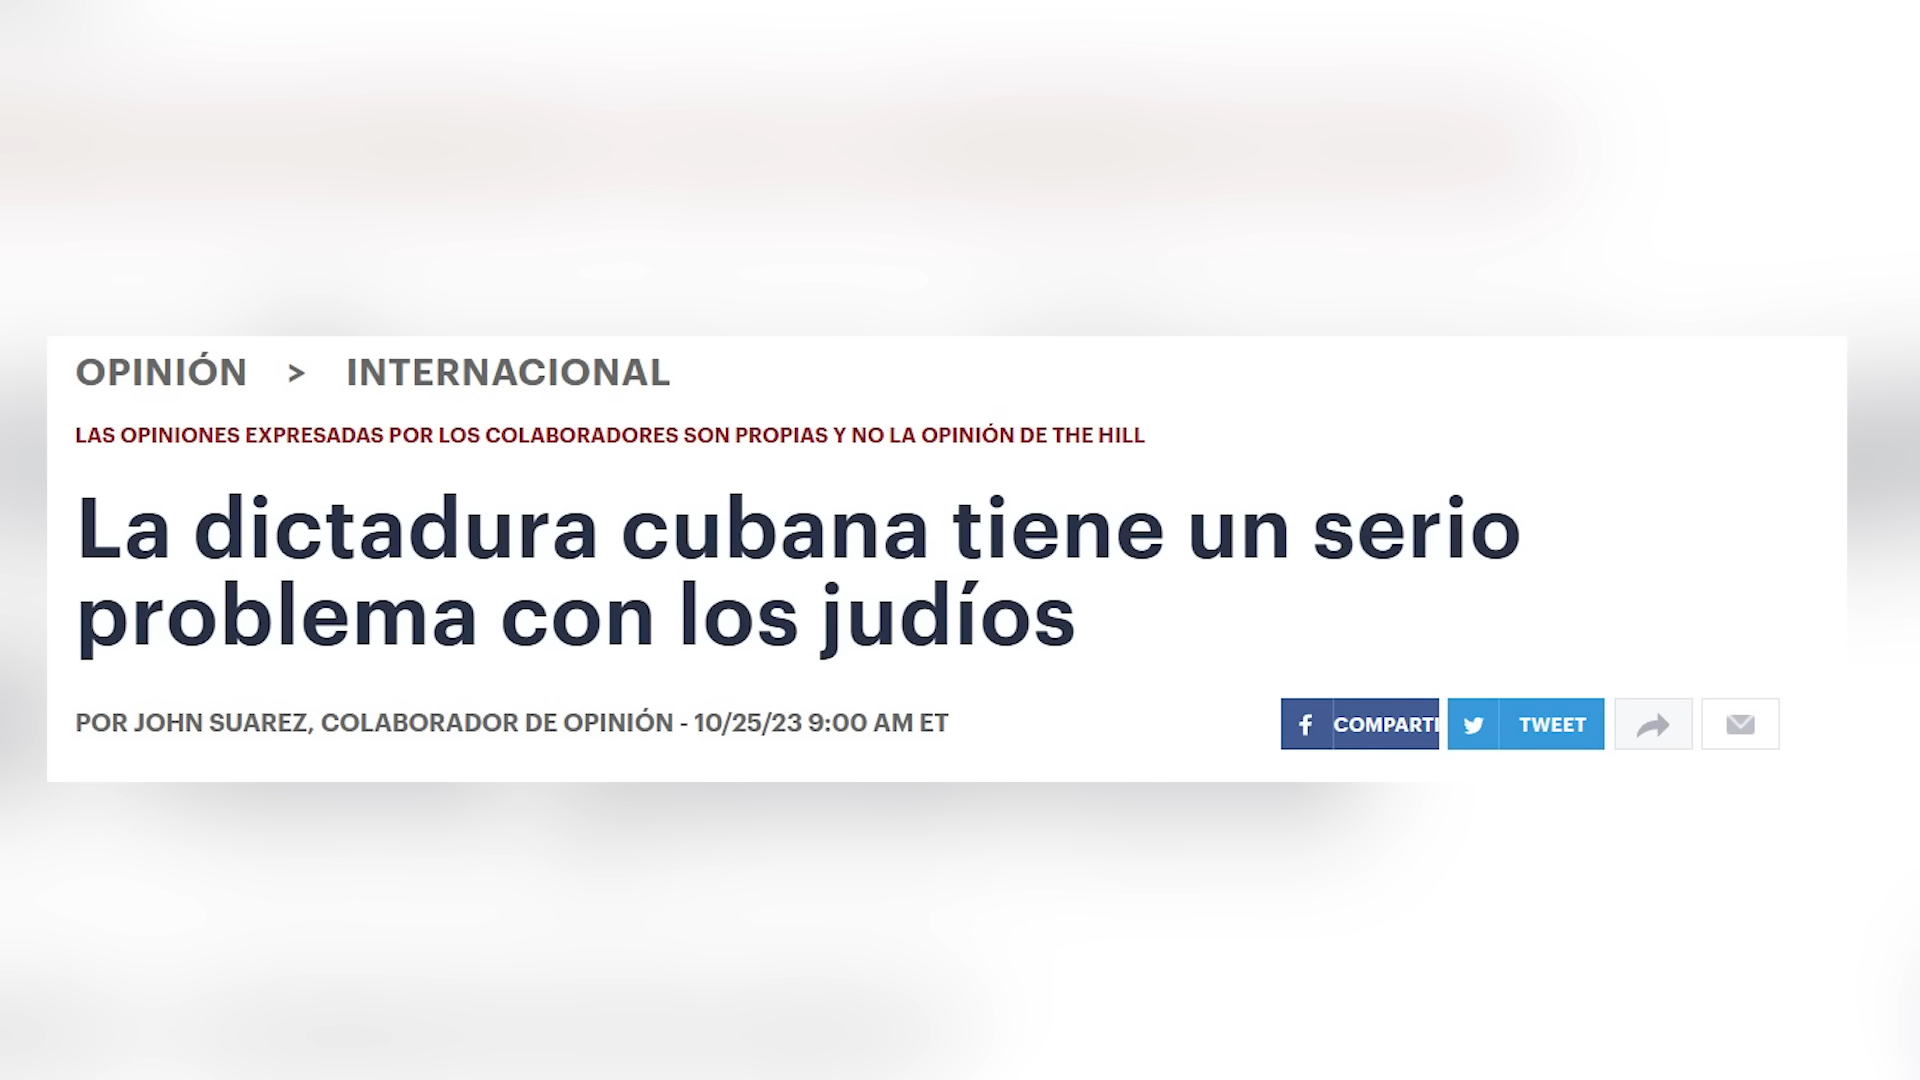 OPINIÓN > INTERNACIONAL
LAS OPINIONES EXPRESADAS POR LOS COLABORADORES SON PROPIAS Y NO LA OPINIÓN DE THE HILL
La dictadura cubana tiene un serio
problema con los judíos
POR JOHN SUAREZ, COLABORADOR DE OPINIÓN - 10/25/23 9:00 AM ET
COMPARTI
TWEET